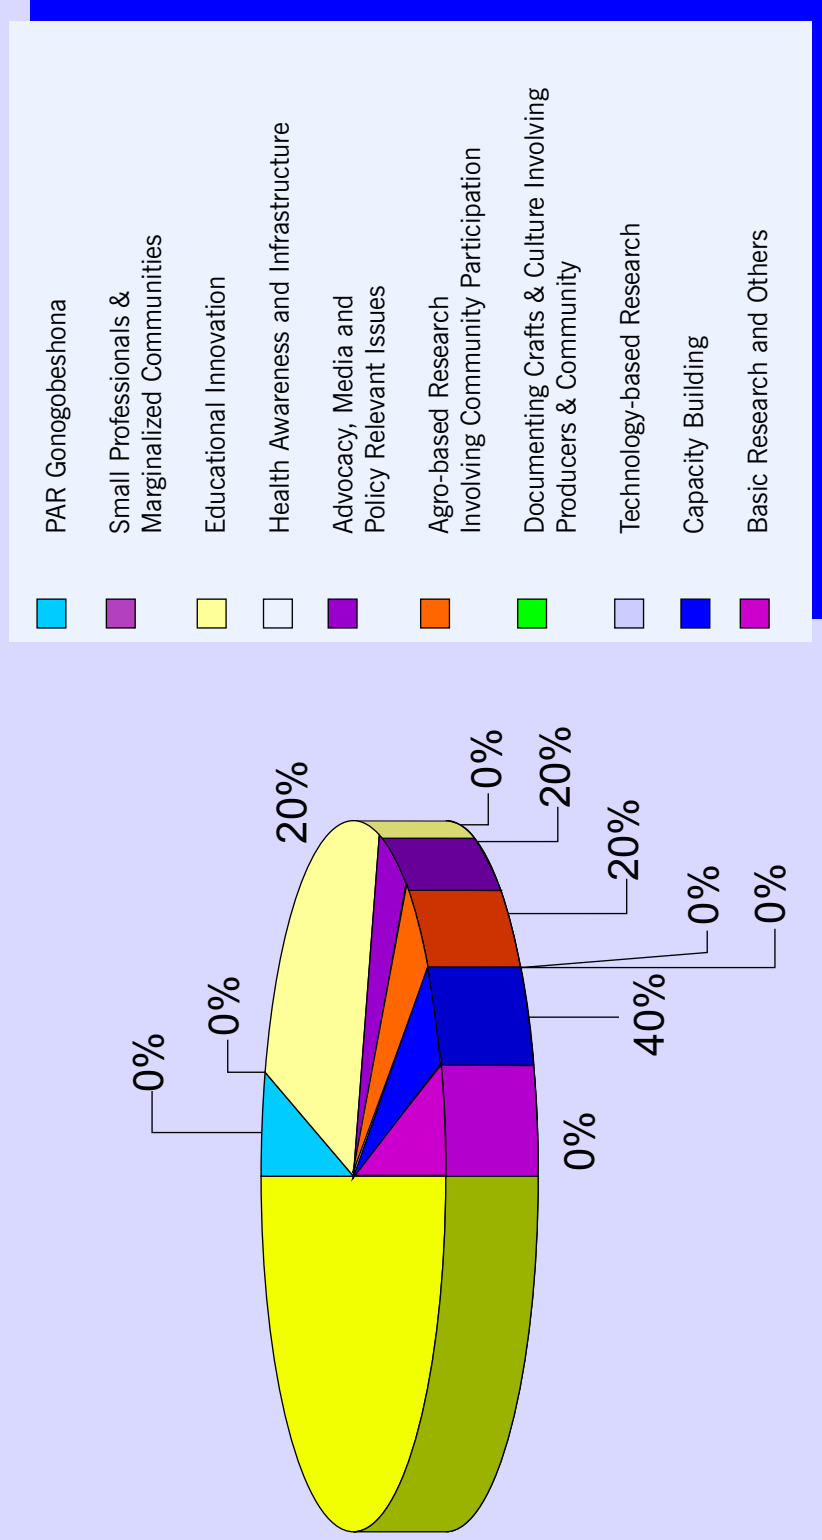 PAR Gonogobeshona
Small Professionals &
Marginalized Communities
Educational Innovation
Health Awareness and Infrastructure
Advocacy, Media and
Policy Relevant Issues
Agro-based Research
Involving Community Participation
Documenting Crafts & Culture Involving
Producers & Community
Technology-based Research
Capacity Building
Basic Research and Others
0%
0%
20%
0%
20%
20%
0%
0%
40%
0%